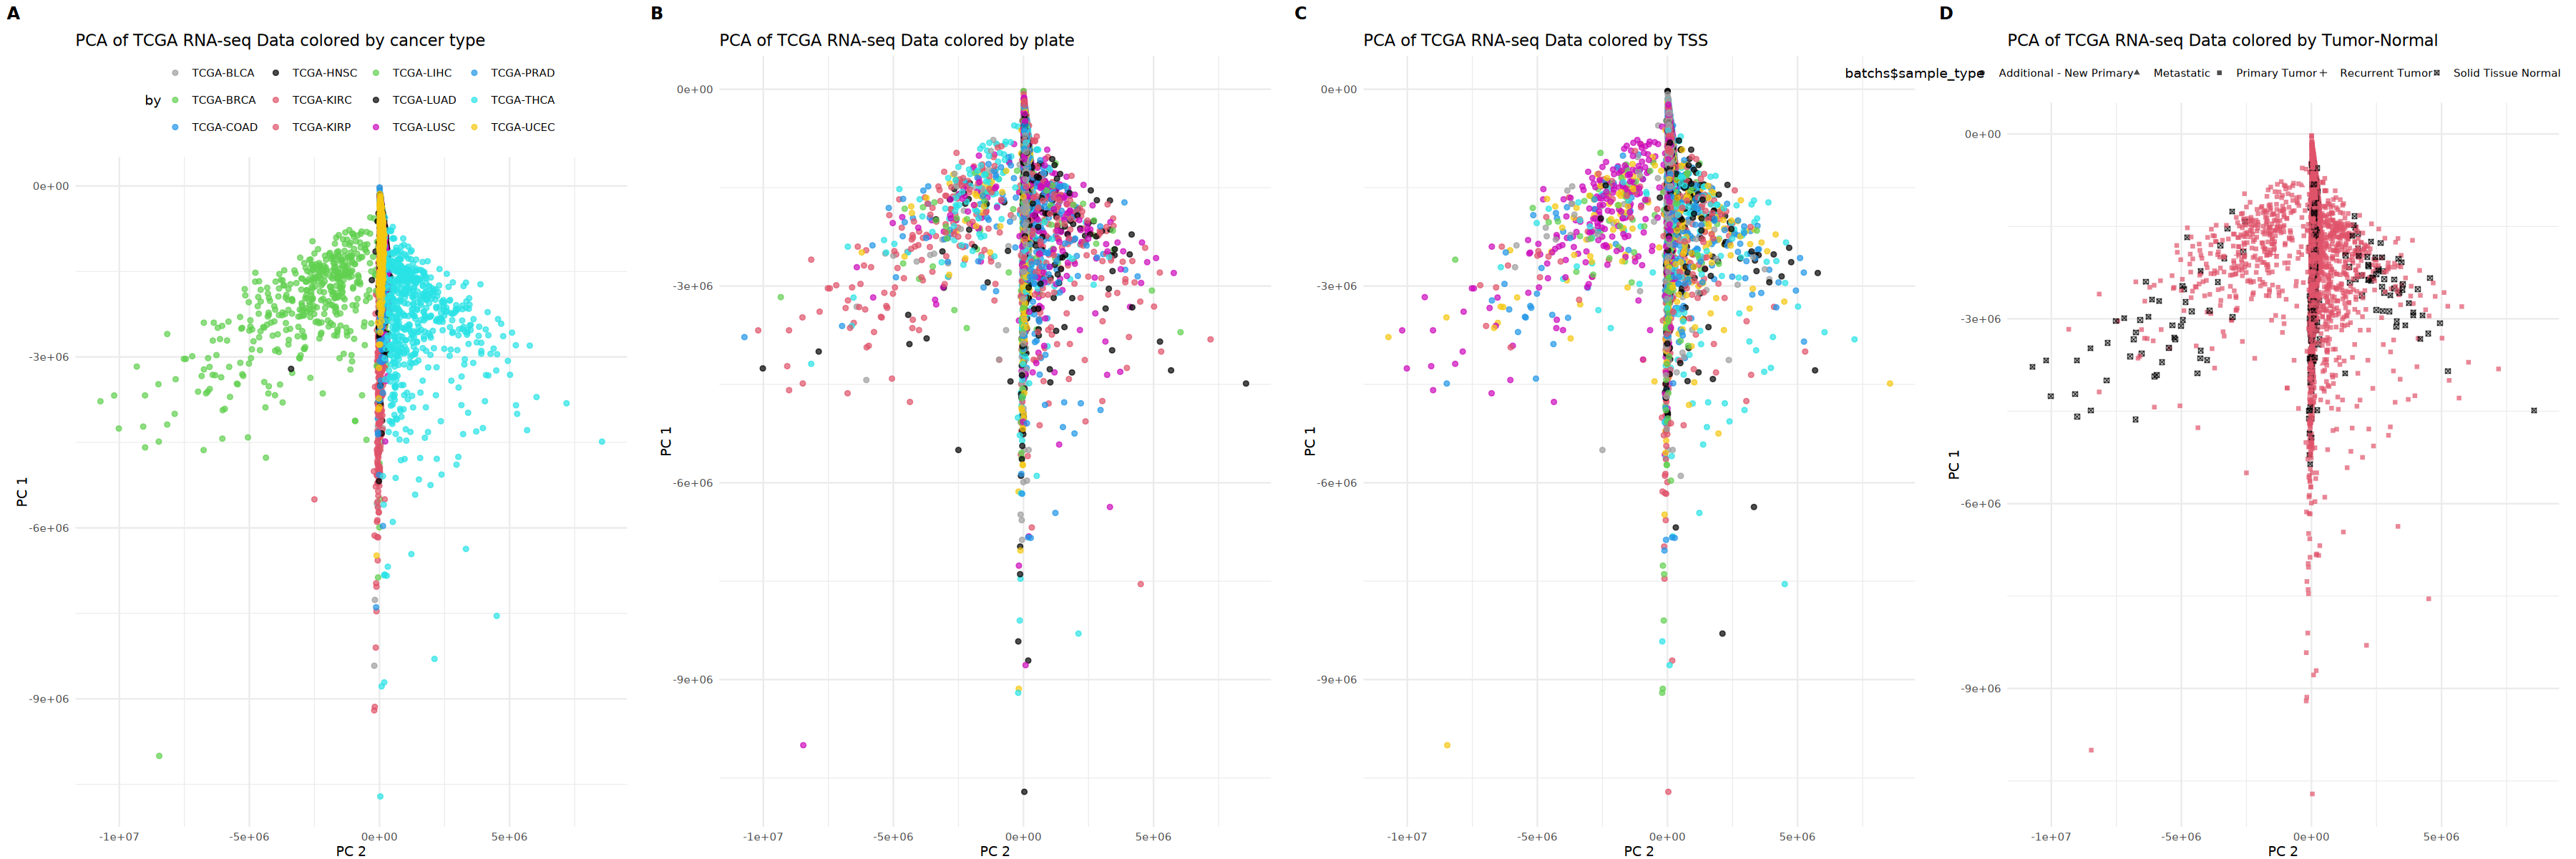 A
PCA of TCGA RNA-seq Data colored by cancer type
by
TCGA-BLCA
TCGA-HNSC
TCGA-LIHC
TCGA-PRAD
TCGA-BRCA
TCGA-KIRC
TCGA-LUAD
TCGA-THCA
TCGA-COAD
TCGA-KIRP
TCGA-LUSC
TCGA-UCEC
0e+00
-3e+06
-6e+06
-9e+06
PC 1
-1e+07
-5e+06
0e+00
5e+06
PC 2
B
PCA of TCGA RNA-seq Data colored by plate
0e+00
-3e+06
-6e+06
-9e+06
PC 1
-1e+07
-5e+06
0e+00
5e+06
PC 2
C
PCA of TCGA RNA-seq Data colored by TSS
0e+00
-3e+06
-6e+06
-9e+06
PC 1
-1e+07
-5e+06
0e+00
5e+06
PC 2
D
PCA of TCGA RNA-seq Data colored by Tumor-Normal
batchs$sample_type
Additional - New Primary
Metastatic
Primary Tumor
Recurrent Tumor
Solid Tissue Normal
0e+00
-3e+06
-6e+06
-9e+06
PC 1
-1e+07
-5e+06
0e+00
5e+06
PC 2